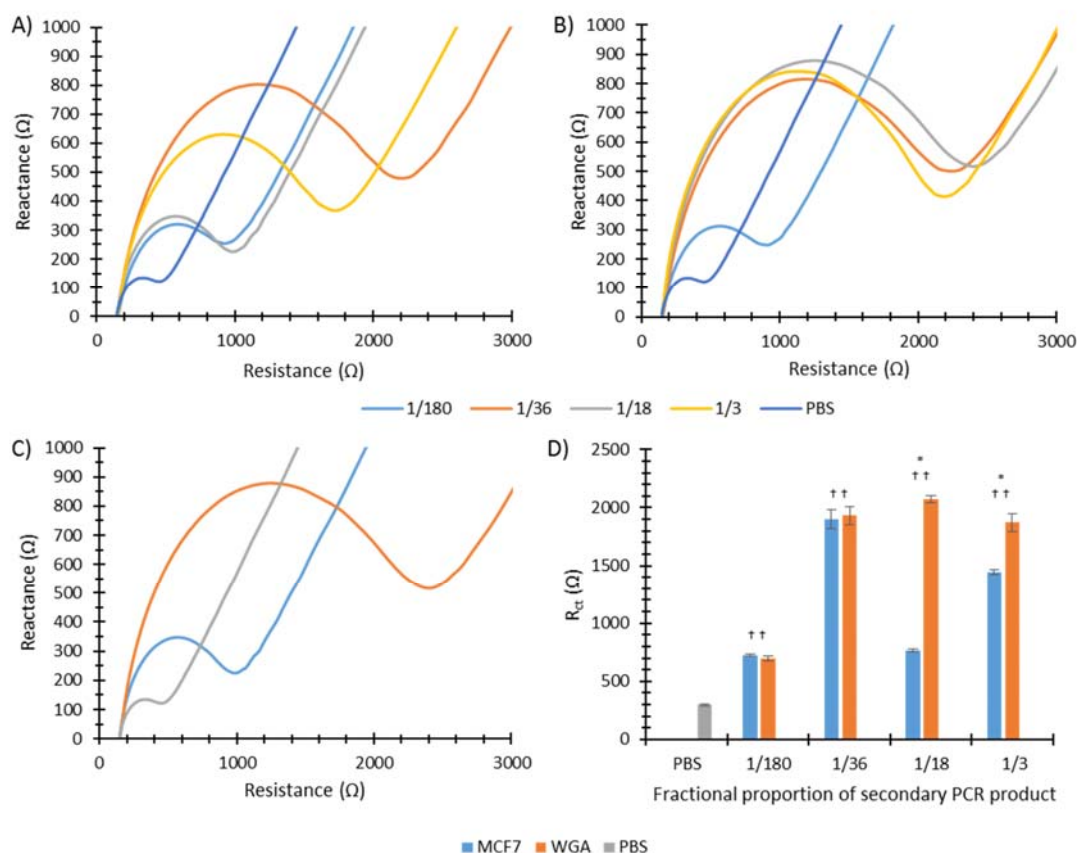 A)
1000
900
800
700
600
500
400
300
200
100
0
Reactance (Ω)
0 1000 2000 3000
Resistance (Ω)
B)
1000
900
800
700
600
500
400
300
200
100
0
Reactance (Ω)
0 1000 2000 3000
Resistance (Ω)
1/180 1/36 1/18 1/3 PBS
C)
1000
900
800
700
600
500
400
300
200
100
0
Reactance (Ω)
0 1000 2000 3000
Resistance (Ω)
D)
2500
2000
1500
1000
500
0
Rct (Ω)
††
††
*
††
*
††
PBS 1/180 1/36 1/18 1/3
Fractional proportion of secondary PCR product
MCF7 WGA PBS